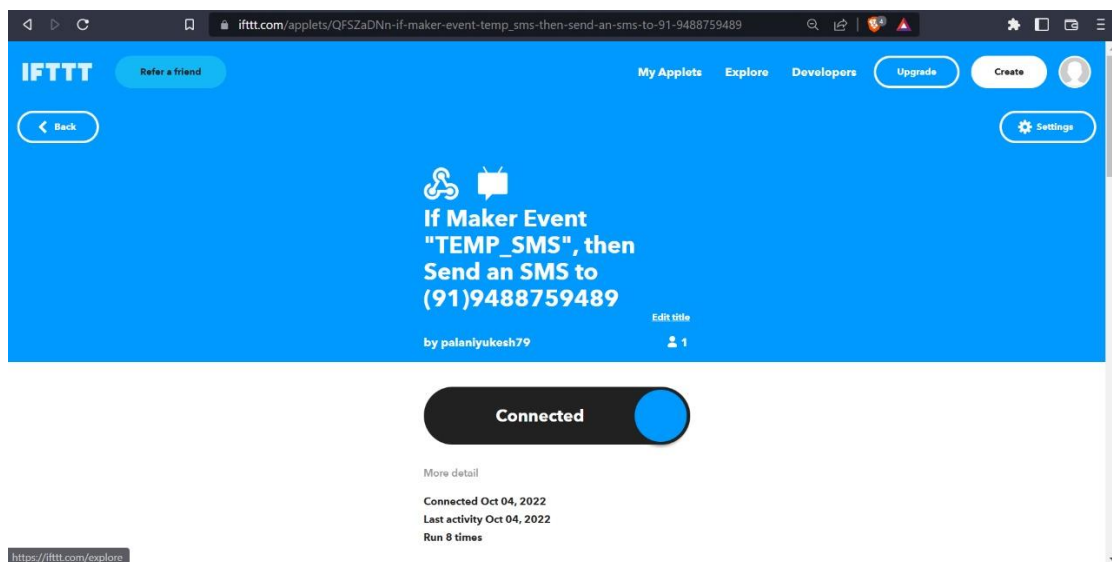 ifttt.com/applets/QFSZaDNn-if-maker-event-temp_sms-then-send-an-sms-to-91-9488759489
IFTTT
Refer a friend
My Applets
Explore
Developers
Upgrade
Create
Back
Settings
If Maker Event
"TEMP_SMS", then
Send an SMS to
(91)9488759489
Edit title
by palaniyukesh79
1
Connected
More detail
Connected Oct 04, 2022
Last activity Oct 04, 2022
Run 8 times
https://ifttt.com/explore